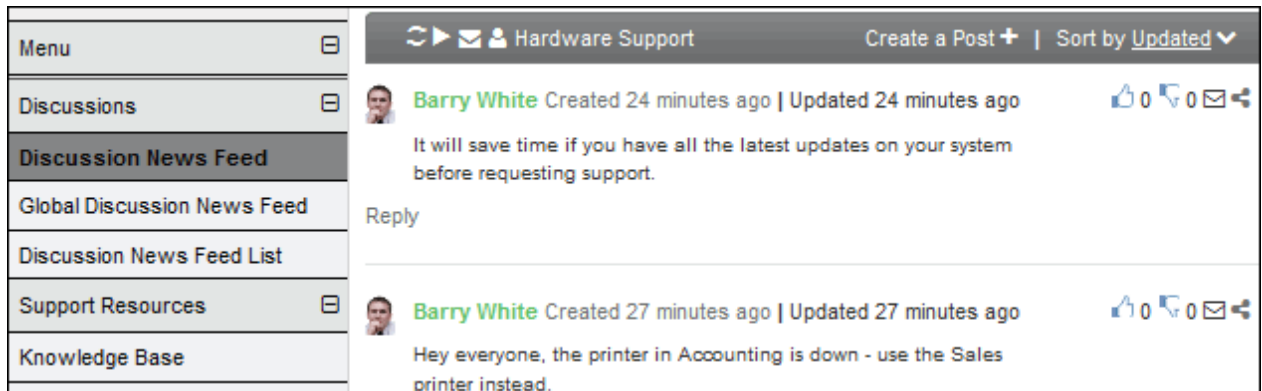 Menu
Discussions
Discussion News Feed
Global Discussion News Feed
Discussion News Feed List
Support Resources
Knowledge Base
Hardware Support Create a Post + | Sort by Updated
Barry White Created 24 minutes ago | Updated 24 minutes ago 0 0
It will save time if you have all the latest updates on your system
before requesting support.
Reply
Barry White Created 27 minutes ago | Updated 27 minutes ago 0 0
Hey everyone, the printer in Accounting is down - use the Sales
printer instead.